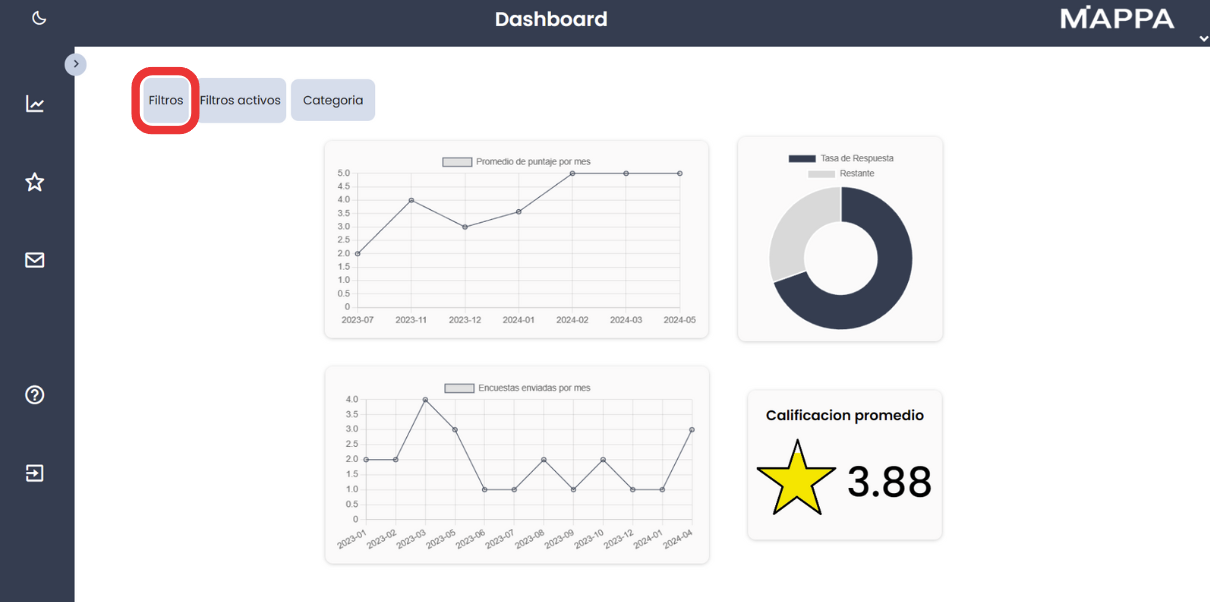 Dashboard
MAPPA
Filtros
Filtros activos
Categoria
Promedio de puntaje por mes
5.0
4.5
4.0
3.5
3.0
2.5
2.0
1.5
1.0
0.5
0
2023-07 2023-11 2023-12 2024-01 2024-02 2024-03 2024-05
Tasa de Respuesta
Restante
Encuestas enviadas por mes
4.0
3.5
3.0
2.5
2.0
1.5
1.0
0.5
0
2023-01 2023-02 2023-03 2023-05 2023-06 2023-07 2023-08 2023-09 2023-10 2023-12 2024-01 2024-04
Calificacion promedio
3.88